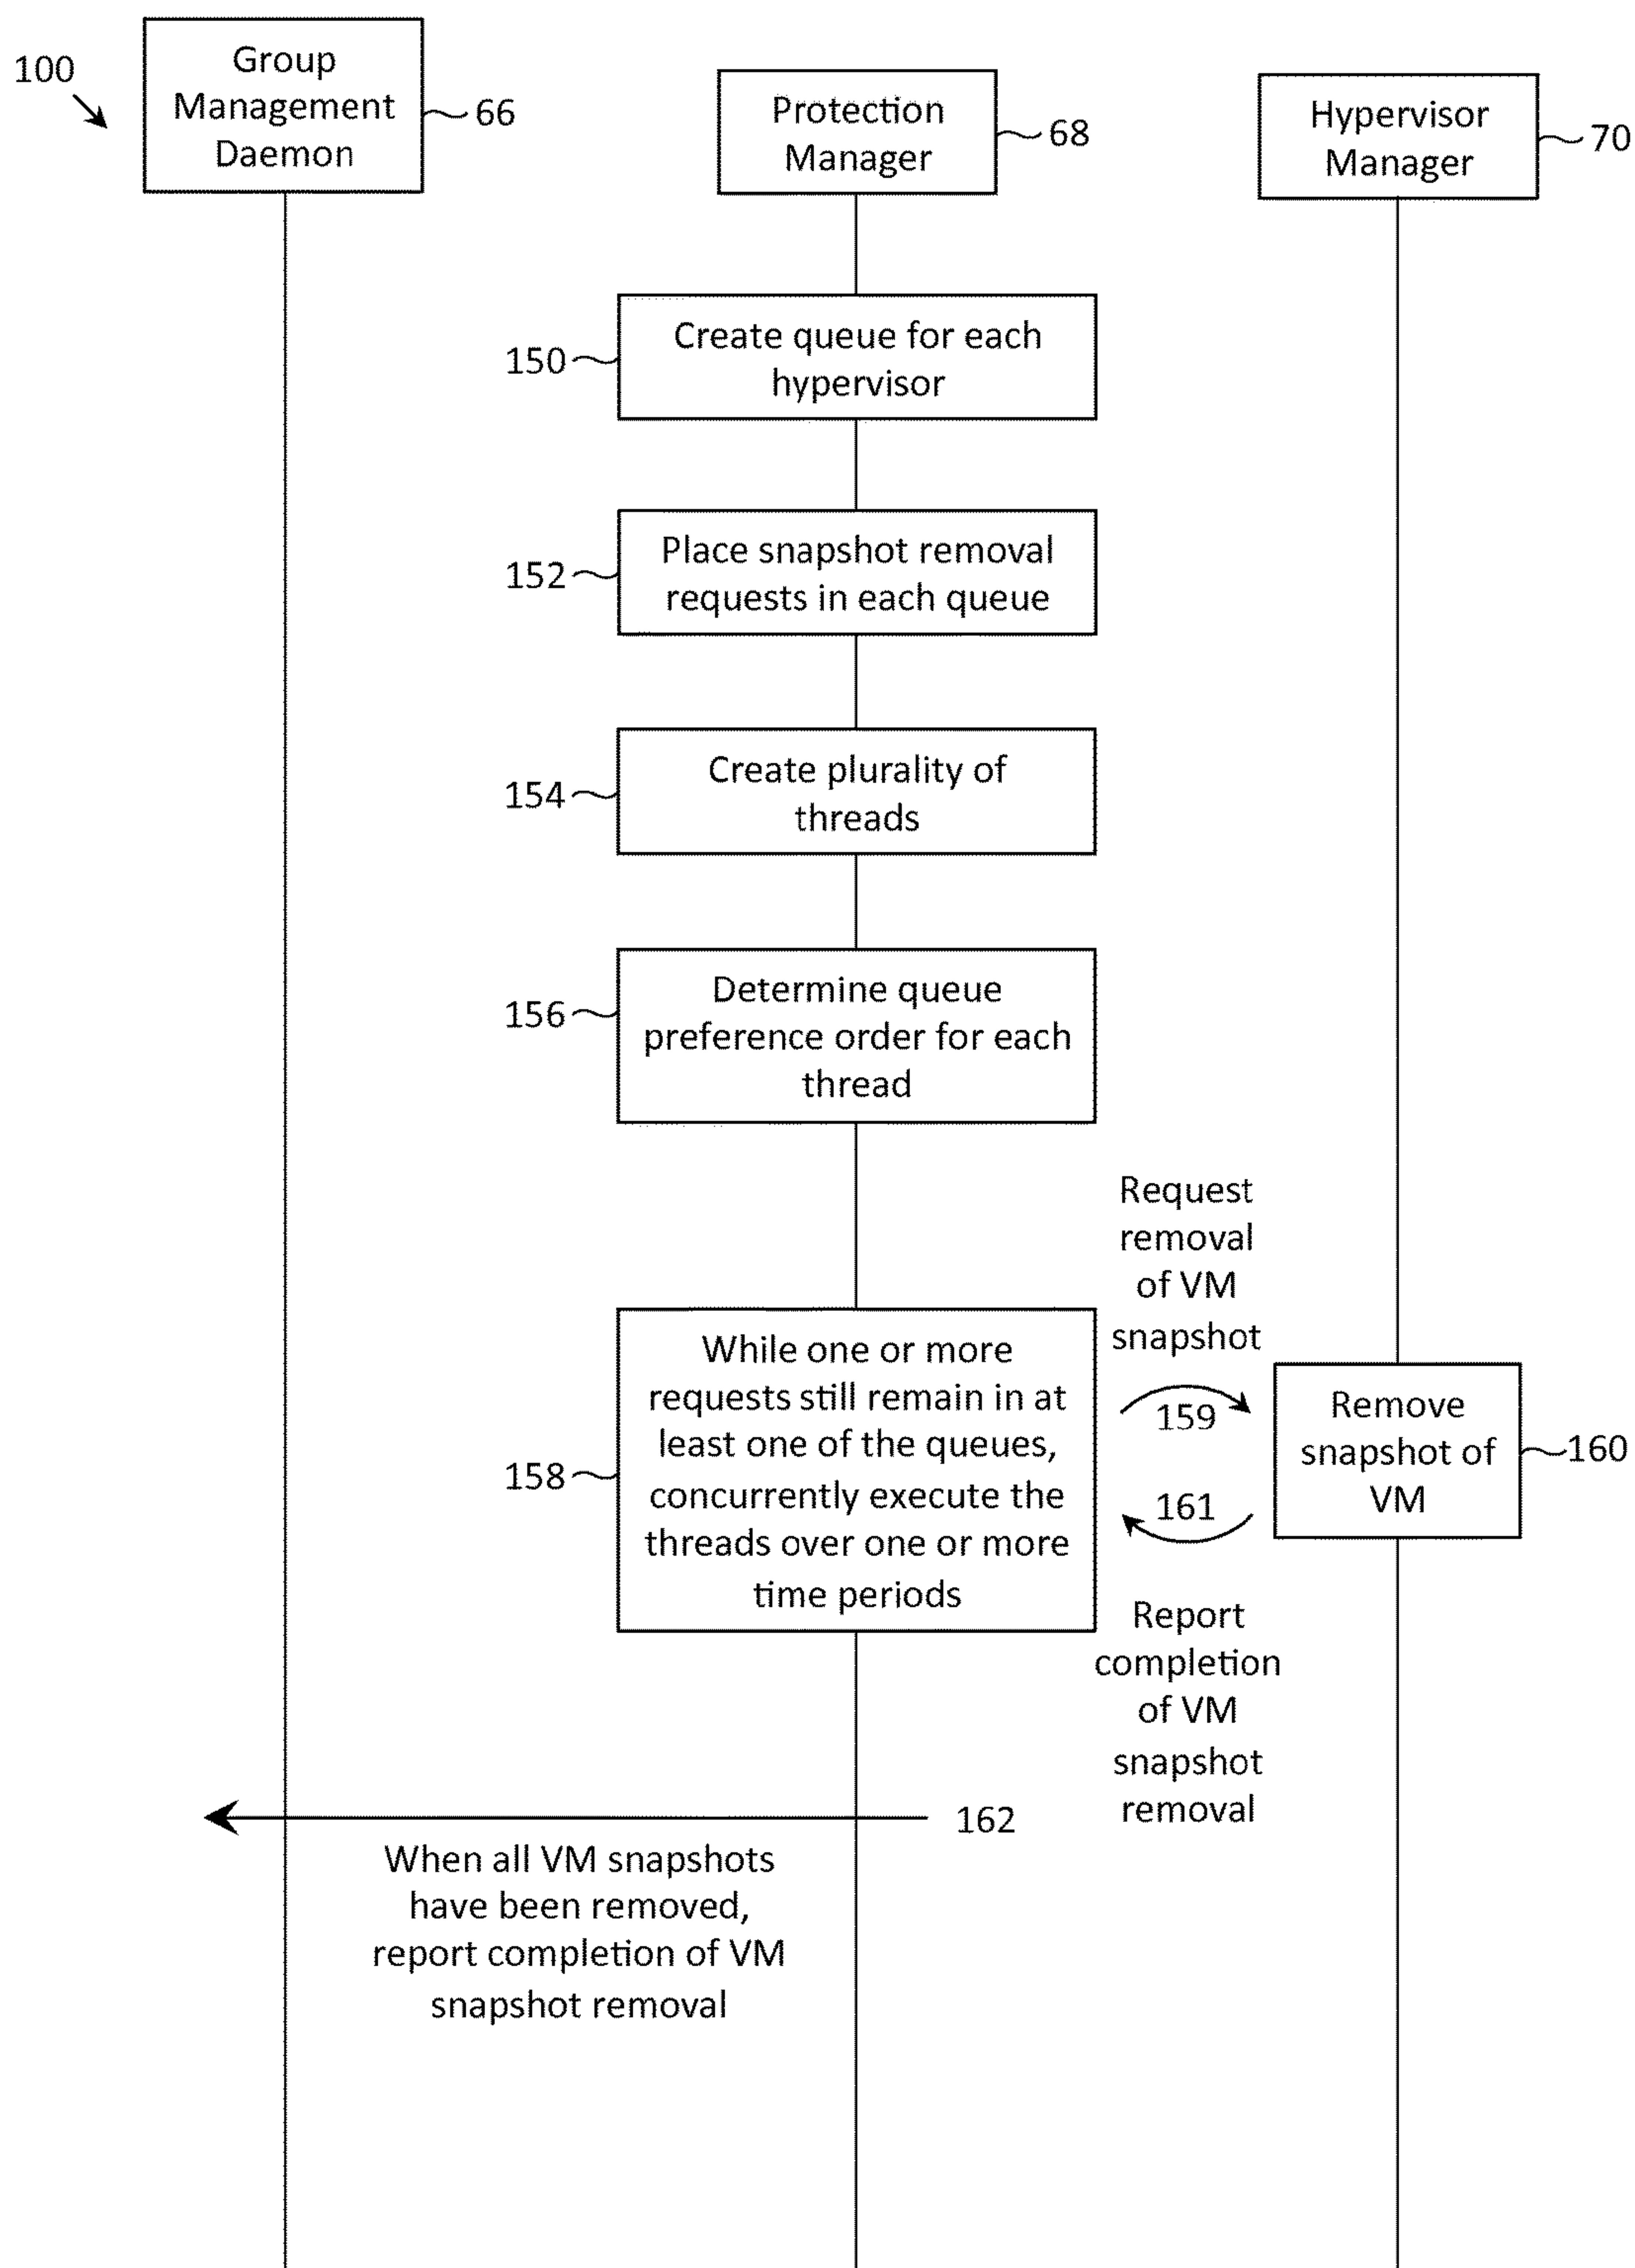 100
Group
Management
Daemon
66
Protection
Manager
68
Hypervisor
Manager
70
150
Create queue for each
hypervisor
152
Place snapshot removal
requests in each queue
154
Create plurality of
threads
156
Determine queue
preference order for each
thread
Request
removal
of VM
snapshot
158
While one or more
requests still remain in at
least one of the queues,
concurrently execute the
threads over one or more
time periods
159
161
Remove
snapshot of
VM
160
Report
completion
of VM
snapshot
removal
162
When all VM snapshots
have been removed,
report completion of VM
snapshot removal